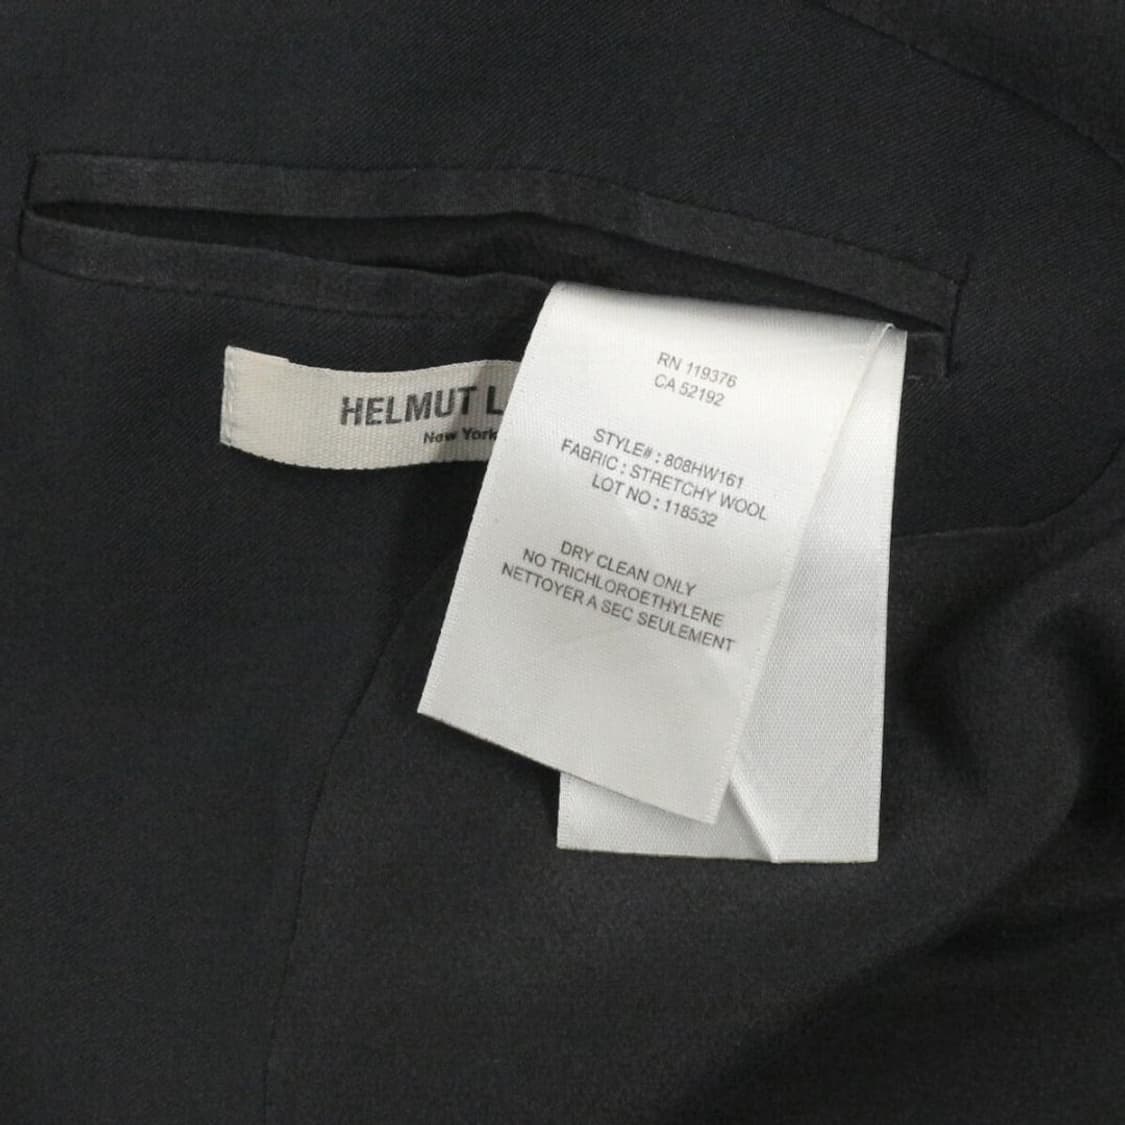 HELMUT L
New York
RN 119376
CA 52192
STYLE# : 808HW161
FABRIC : STRETCHY WOOL
LOT NO : 118532
DRY CLEAN ONLY
NO TRICHLOROETHYLENE
NETTOYER A SEC SEULEMENT